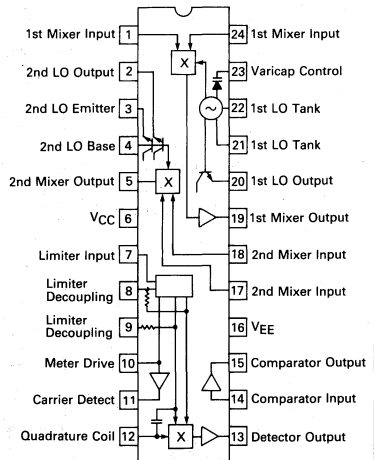 1st Mixer Input 1
24 1st Mixer Input
X
2nd LO Output 2
23 Varicap Control
2nd LO Emitter 3
22 1st LO Tank
2nd LO Base 4
21 1st LO Tank
2nd Mixer Output 5
X
20 1st LO Output
VCC 6
19 1st Mixer Output
Limiter Input 7
18 2nd Mixer Input
Limiter
Decoupling 8
17 2nd Mixer Input
Limiter
Decoupling 9
16 VEE
Meter Drive 10
15 Comparator Output
Carrier Detect 11
14 Comparator Input
Quadrature Coil 12
X
13 Detector Output